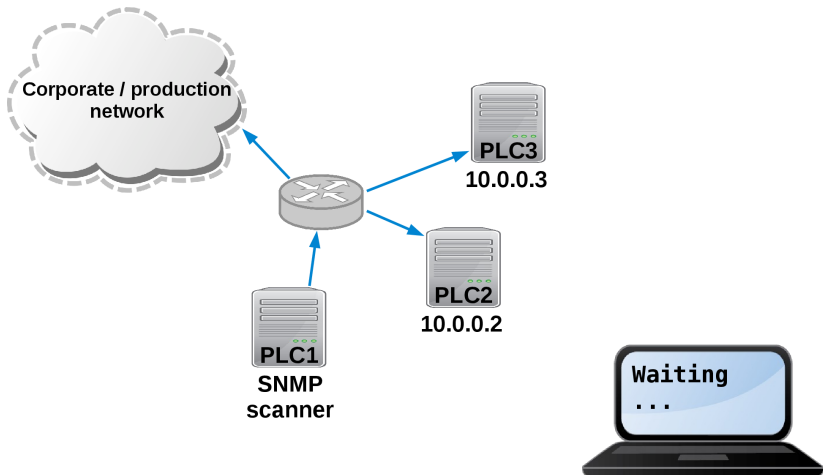 Corporate / production
network
PLC3
10.0.0.3
PLC2
10.0.0.2
PLC1
SNMP
scanner
Waiting
...